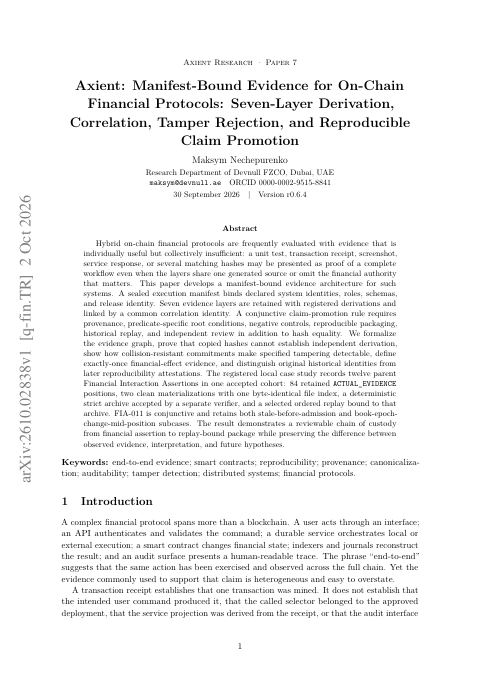 Axient Research · Paper 7
Axient: Manifest-Bound Evidence for On-Chain
Financial Protocols: Seven-Layer Derivation,
Correlation, Tamper Rejection, and Reproducible
Claim Promotion
Maksym Nechepurenko
Research Department of Devnull FZCO, Dubai, UAE
maksym@devnull.ae ORCID 0000-0002-9515-8841
30 September 2026 | Version r0.6.4
Abstract
Hybrid on-chain financial protocols are frequently evaluated with evidence that is
individually useful but collectively insufficient: a unit test, transaction receipt, screenshot,
service response, or several matching hashes may be presented as proof of a complete
workflow even when the layers share one generated source or omit the financial authority
that matters. This paper develops a manifest-bound evidence architecture for such
systems. A sealed execution manifest binds declared system identities, roles, schemas,
and release identity. Seven evidence layers are retained with registered derivations and
linked by a common correlation identity. A conjunctive claim-promotion rule requires
provenance, predicate-specific root conditions, negative controls, reproducible packaging,
historical replay, and independent review in addition to hash equality. We formalize
the evidence graph, prove that copied hashes cannot establish independent derivation,
show how collision-resistant commitments make specified tampering detectable, define
exactly-once financial-effect evidence, and distinguish original historical identities from
later reproducibility attestations. The registered local case study records twelve parent
Financial Interaction Assertions in one accepted cohort: 84 retained ACTUAL_EVIDENCE
positions, two clean materializations with one byte-identical file index, a deterministic
strict archive accepted by a separate verifier, and a selected ordered replay bound to that
archive. FIA-011 is conjunctive and retains both stale-before-admission and book-epoch-
change-mid-position subcases. The result demonstrates a reviewable chain of custody
from financial assertion to replay-bound package while preserving the difference between
observed evidence, interpretation, and future hypotheses.
Keywords: end-to-end evidence; smart contracts; reproducibility; provenance; canonicaliza-
tion; auditability; tamper detection; distributed systems; financial protocols.
1 Introduction
A complex financial protocol spans more than a blockchain. A user acts through an interface;
an API authenticates and validates the command; a durable service orchestrates local or
external execution; a smart contract changes financial state; indexers and journals reconstruct
the result; and an audit surface presents a human-readable trace. The phrase “end-to-end”
suggests that the same action has been exercised and observed across the full chain. Yet the
evidence commonly used to support that claim is heterogeneous and easy to overstate.
A transaction receipt establishes that one transaction was mined. It does not establish that
the intended user command produced it, that the called selector belonged to the approved
deployment, that the service projection was derived from the receipt, or that the audit interface
1
arXiv:2610.02838v1 [q-fin.TR] 2 Oct 2026